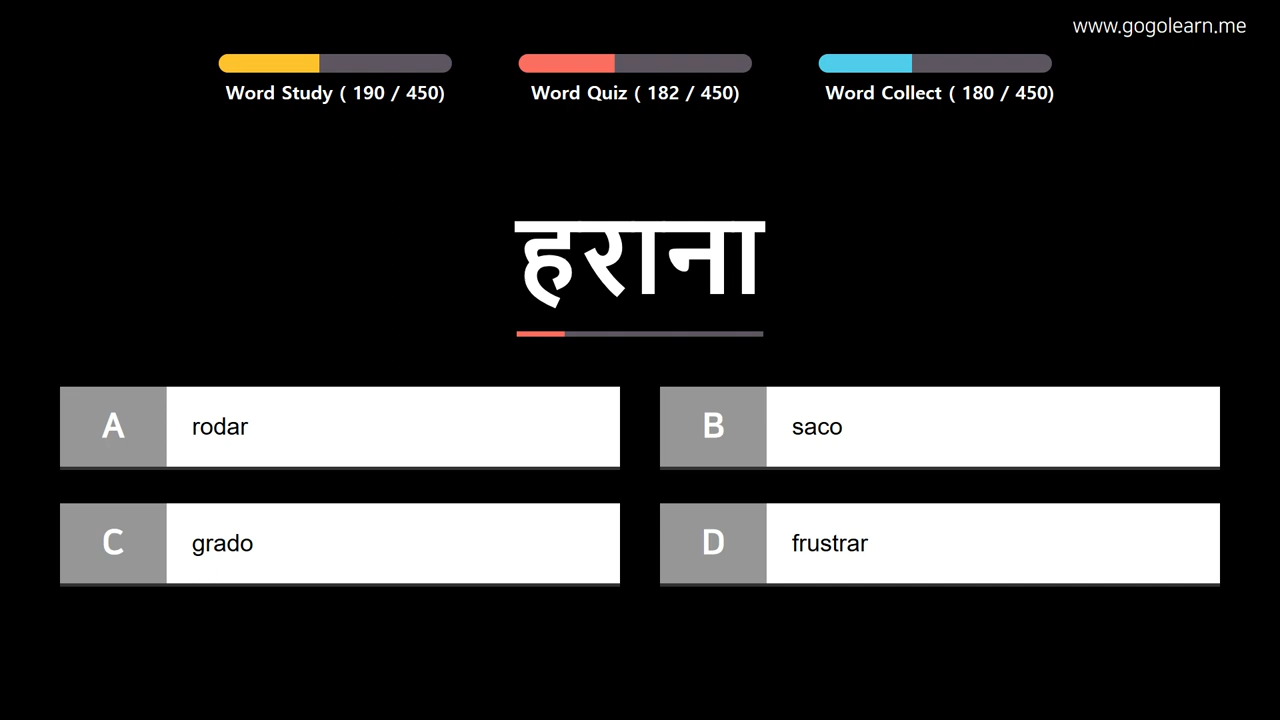 www.gogolearn.me
Word Study ( 190 / 450)
Word Quiz ( 182 / 450)
Word Collect ( 180 / 450)
हराना
A rodar
B saco
C grado
D frustrar